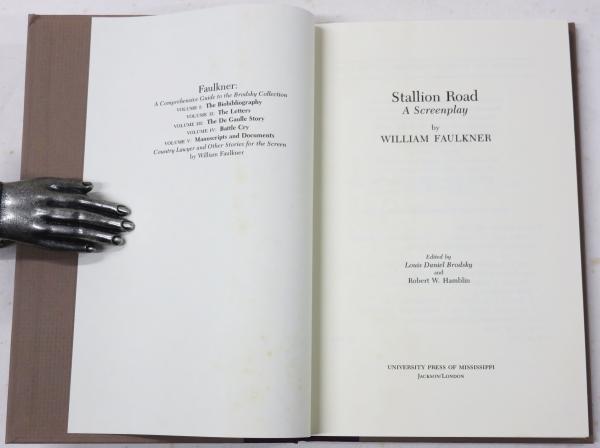 Faulkner:
A Comprehensive Guide to the Brodsky Collection
VOLUME I: The Biobibliography
VOLUME II: The Letters
VOLUME III: The De Gaulle Story
VOLUME IV: Battle Cry
VOLUME V: Manuscripts and Documents
Country Lawyer and Other Stories for the Screen
by William Faulkner
Stallion Road
A Screenplay
by
WILLIAM FAULKNER
Edited by
Louis Daniel Brodsky
and
Robert W. Hamblin
UNIVERSITY PRESS OF MISSISSIPPI
JACKSON/LONDON